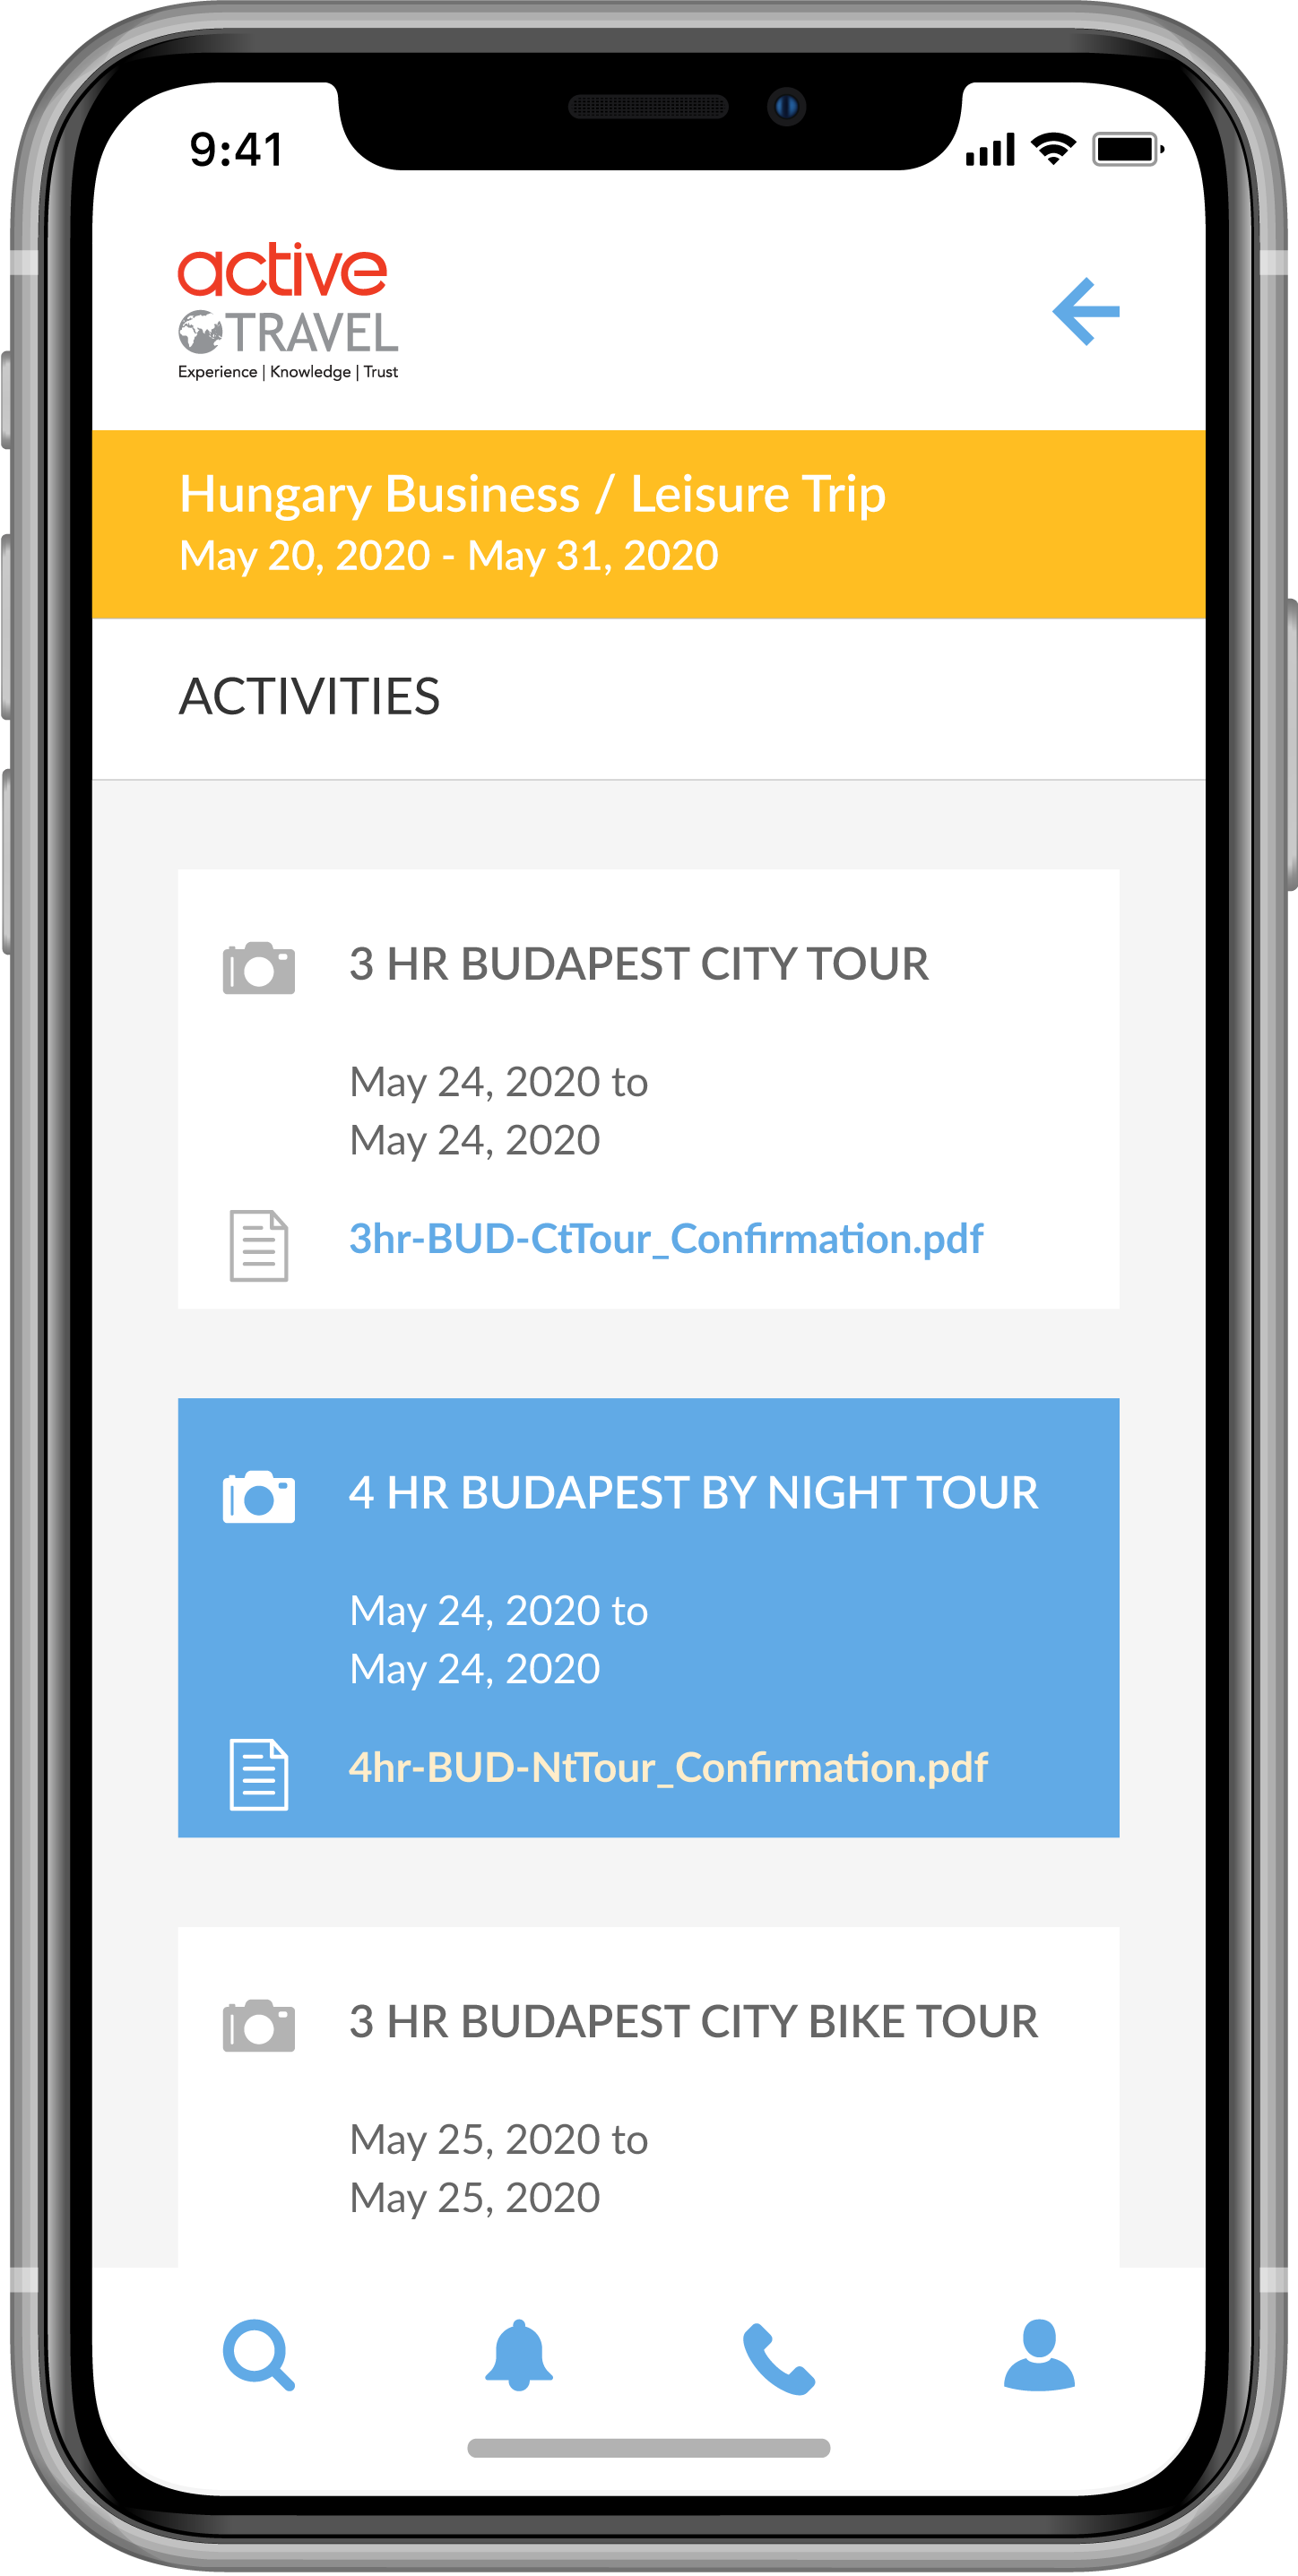 9:41
active
TRAVEL
Experience | Knowledge | Trust
Hungary Business / Leisure Trip
May 20, 2020 - May 31, 2020
ACTIVITIES
3 HR BUDAPEST CITY TOUR
May 24, 2020 to
May 24, 2020
3hr-BUD-CtTour_Confirmation.pdf
4 HR BUDAPEST BY NIGHT TOUR
May 24, 2020 to
May 24, 2020
4hr-BUD-NtTour_Confirmation.pdf
3 HR BUDAPEST CITY BIKE TOUR
May 25, 2020 to
May 25, 2020